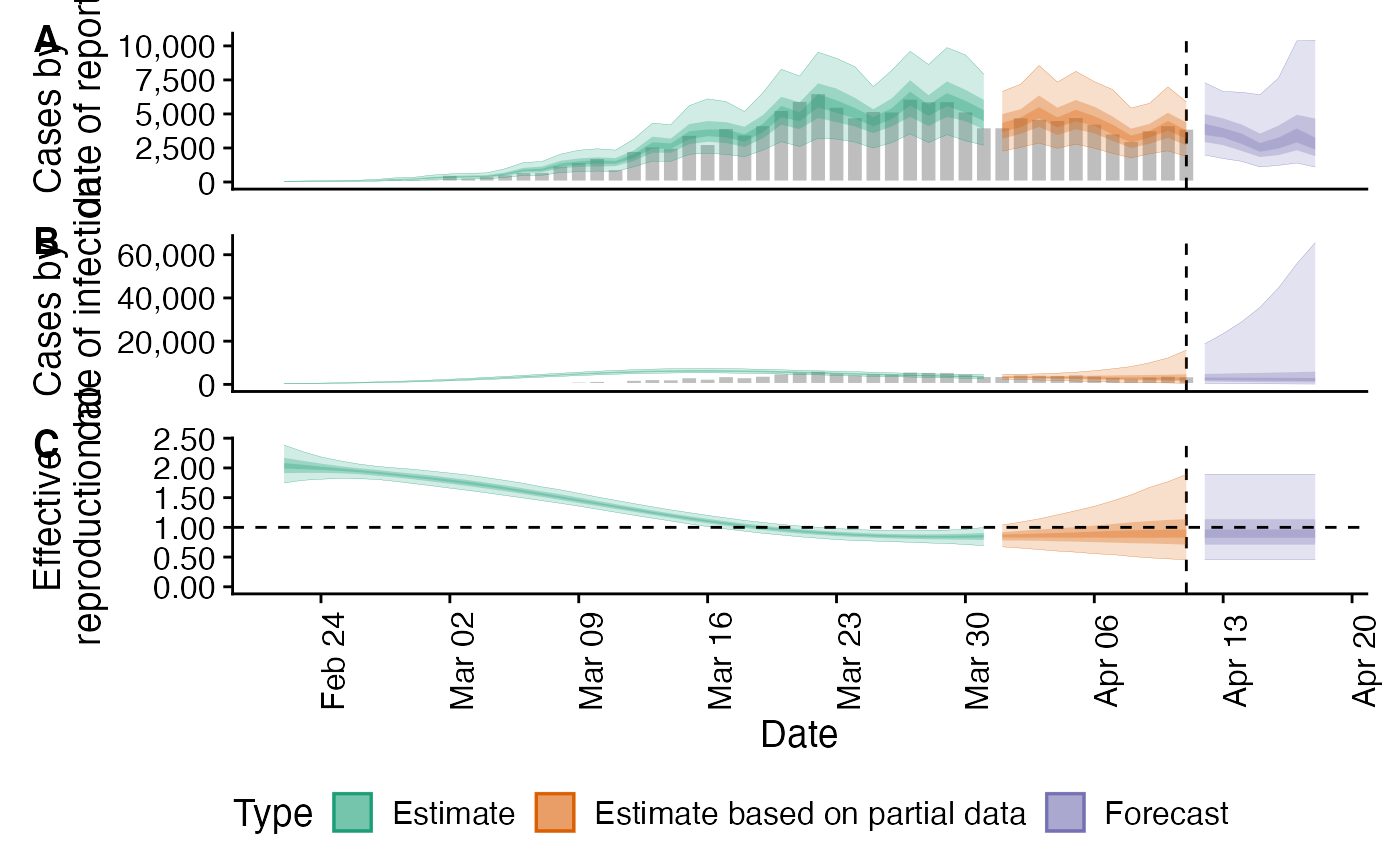 A
Cases by
date of report
10,000
7,500
5,000
2,500
0
B
Cases by
date of infection
60,000
40,000
20,000
0
C
Effective
reproduction no.
2.50
2.00
1.50
1.00
0.50
0.00
Feb 24
Mar 02
Mar 09
Mar 16
Mar 23
Mar 30
Apr 06
Apr 13
Apr 20
Date
Type Estimate Estimate based on partial data Forecast